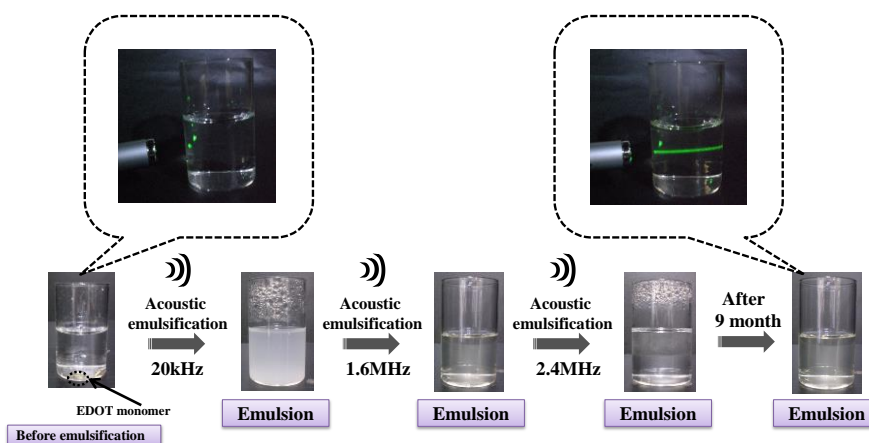 Acoustic
emulsification
20kHz
Acoustic
emulsification
1.6MHz
Acoustic
emulsification
2.4MHz
After
9 month
EDOT monomer
Before emulsification
Emulsion
Emulsion
Emulsion
Emulsion